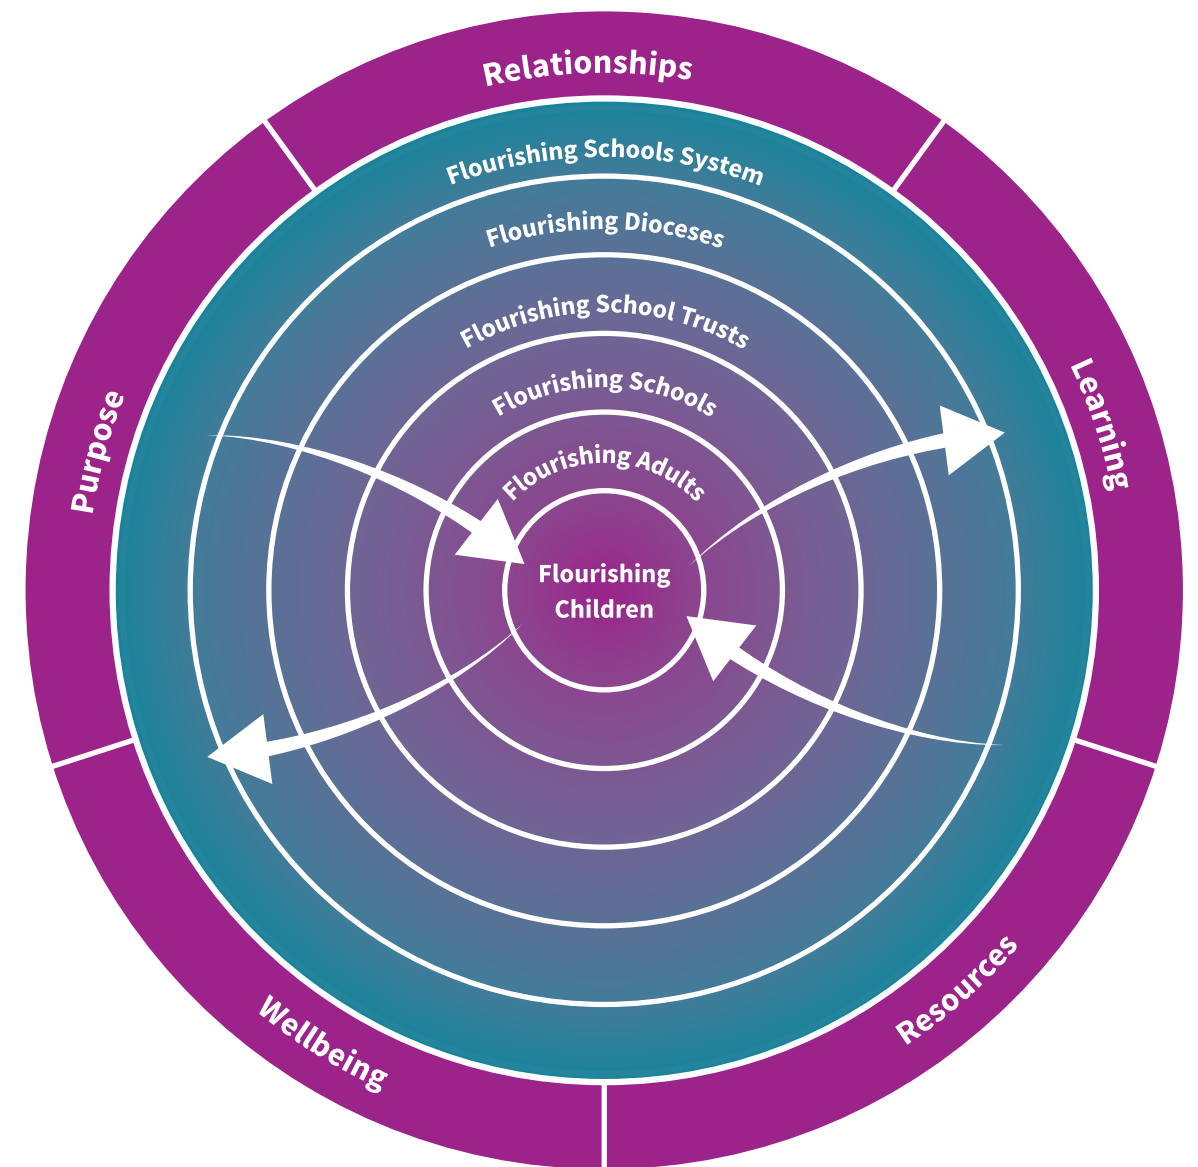 Relationships
Flourishing Schools System
Flourishing Dioceses
Flourishing School Trusts
Flourishing Schools
Flourishing Adults
Flourishing
Children
Purpose
Learning
Wellbeing
Resources